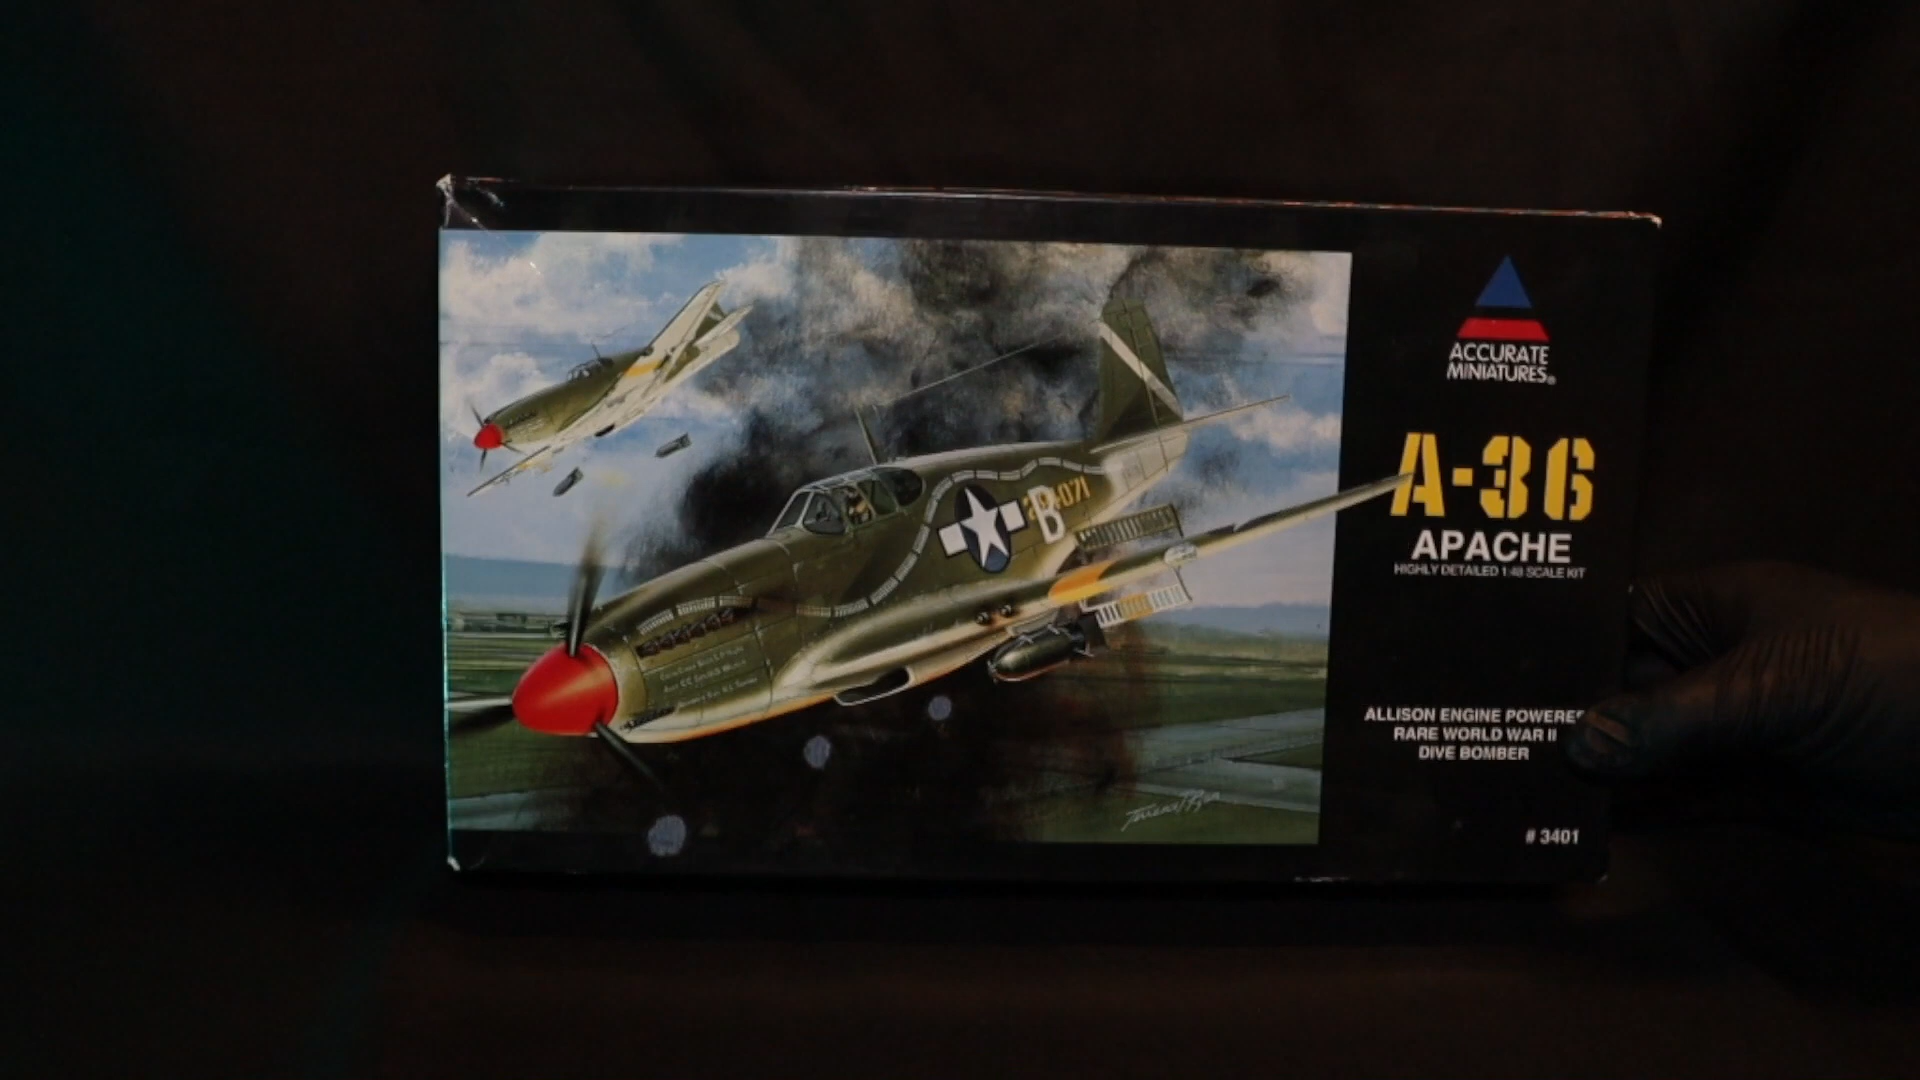 ACCURATE
MINIATURES®
A-36
APACHE
HIGHLY DETAILED 1:48 SCALE KIT
B
ALLISON ENGINE POWERED
RARE WORLD WAR II
DIVE BOMBER
# 3401